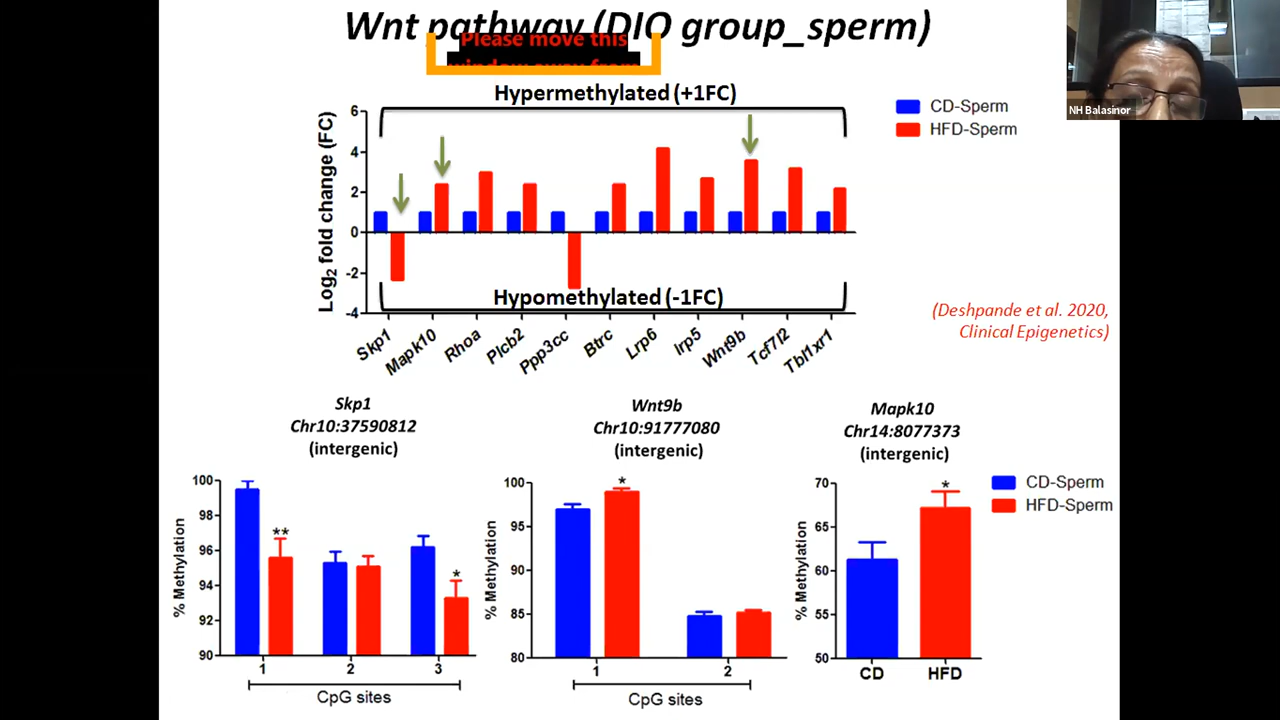 Wnt pathway (DIO group_sperm)
Please move this
window away from
NH Balasinor
Hypermethylated (+1FC)
CD-Sperm
HFD-Sperm
Log2 fold change (FC)
6
4
2
0
-2
-4
Hypomethylated (-1FC)
Skp1
Mapk10
Rhoa
Plcb2
Ppp3cc
Btrc
Lrp6
lrp5
Wnt9b
Tcf7l2
Tbl1xr1
(Deshpande et al. 2020,
Clinical Epigenetics)
Skp1
Chr10:37590812
(intergenic)
% Methylation
100
98
96
94
92
90
**
*
1
2
3
CpG sites
Wnt9b
Chr10:91777080
(intergenic)
% Methylation
100
95
90
85
80
*
1
2
CpG sites
Mapk10
Chr14:8077373
(intergenic)
% Methylation
70
65
60
55
50
*
CD
HFD
CD-Sperm
HFD-Sperm